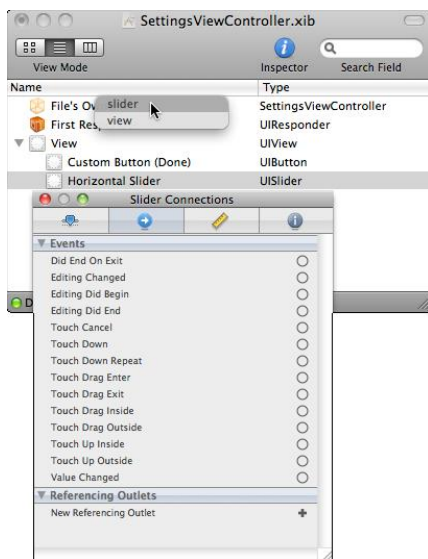 SettingsViewController.xib
View Mode
Inspector
Search Field
Name
Type
File's Ow
SettingsViewController
slider
view
First Res
UIResponder
View
UIView
Custom Button (Done)
UIButton
Horizontal Slider
UISlider
Slider Connections
Events
Did End On Exit
Editing Changed
Editing Did Begin
Editing Did End
Touch Cancel
Touch Down
Touch Down Repeat
Touch Drag Enter
Touch Drag Exit
Touch Drag Inside
Touch Drag Outside
Touch Up Inside
Touch Up Outside
Value Changed
Referencing Outlets
New Referencing Outlet
D